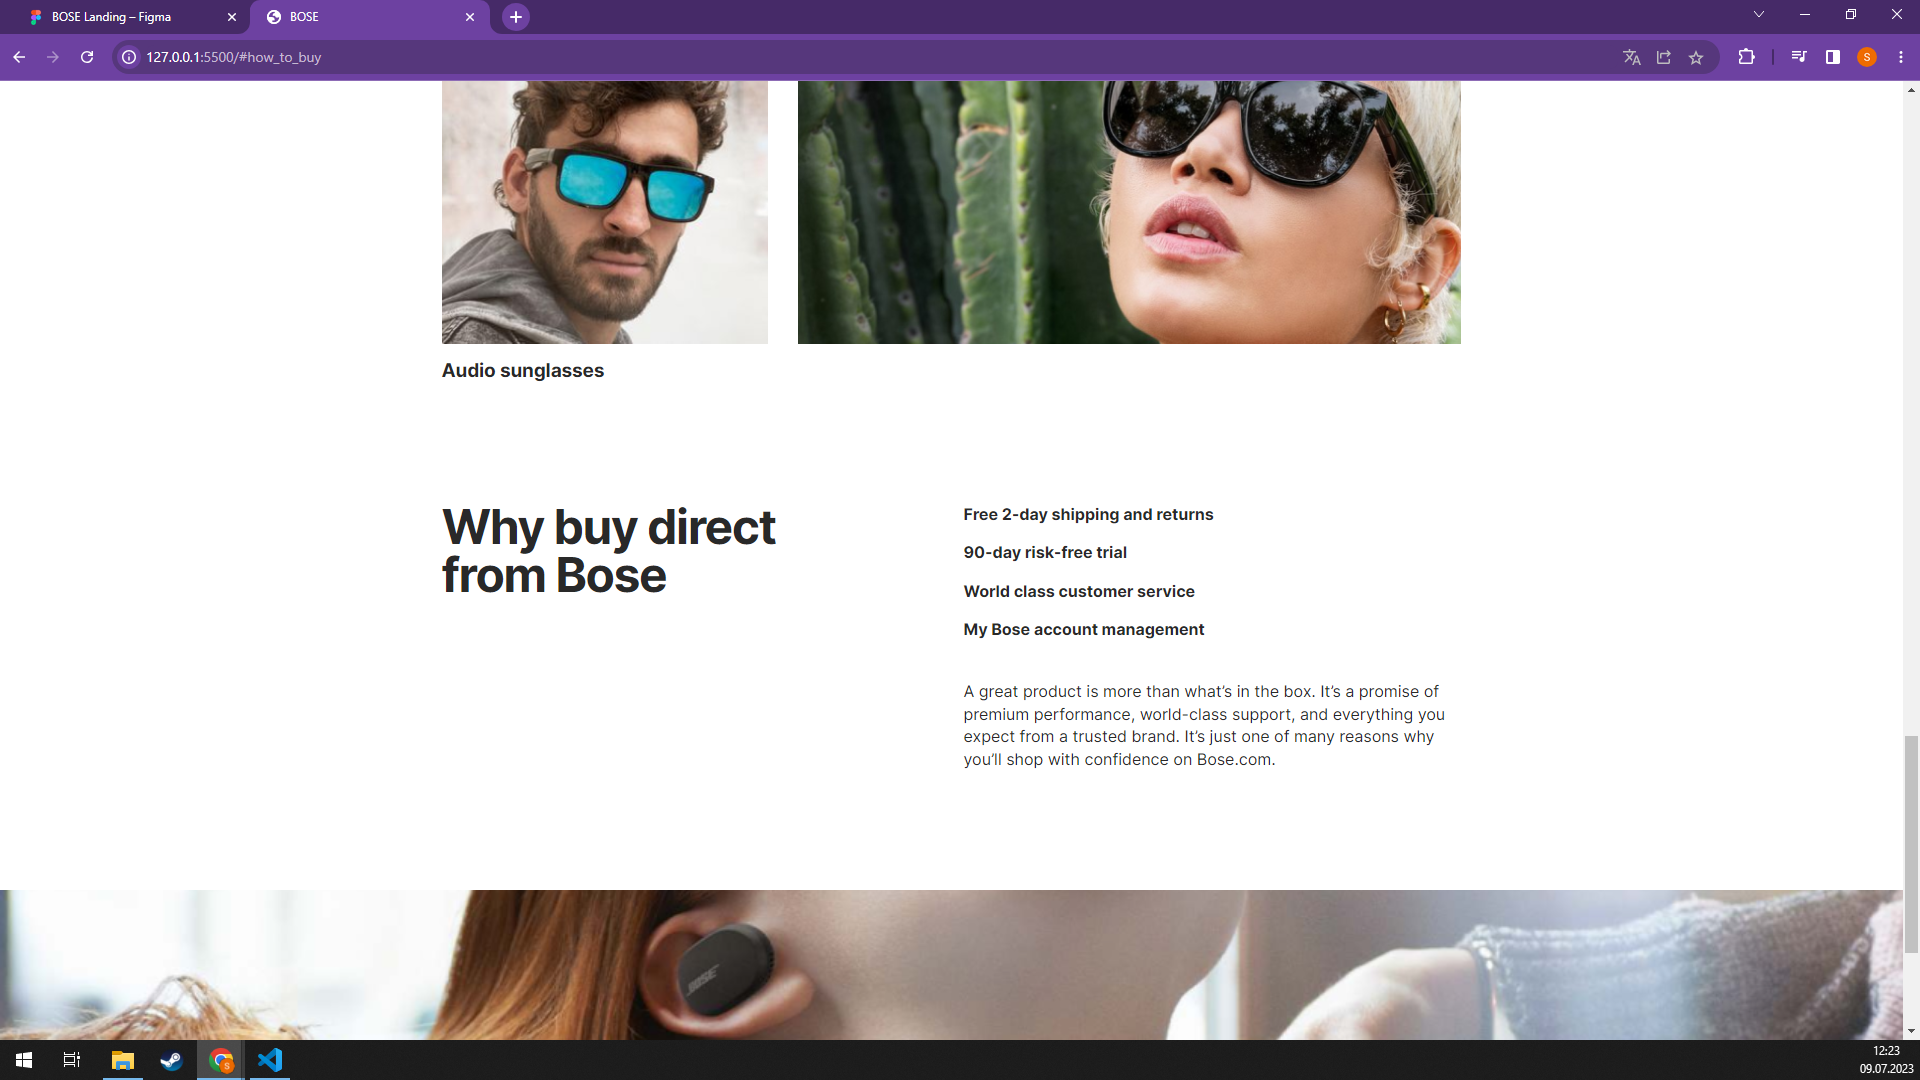 BOSE Landing – Figma
BOSE
127.0.0.1:5500/#how_to_buy
S
Audio sunglasses
Why buy direct
from Bose
Free 2-day shipping and returns
90-day risk-free trial
World class customer service
My Bose account management
A great product is more than what’s in the box. It’s a promise of
premium performance, world-class support, and everything you
expect from a trusted brand. It’s just one of many reasons why
you’ll shop with confidence on Bose.com.
BOSE
S
12:23
09.07.2023